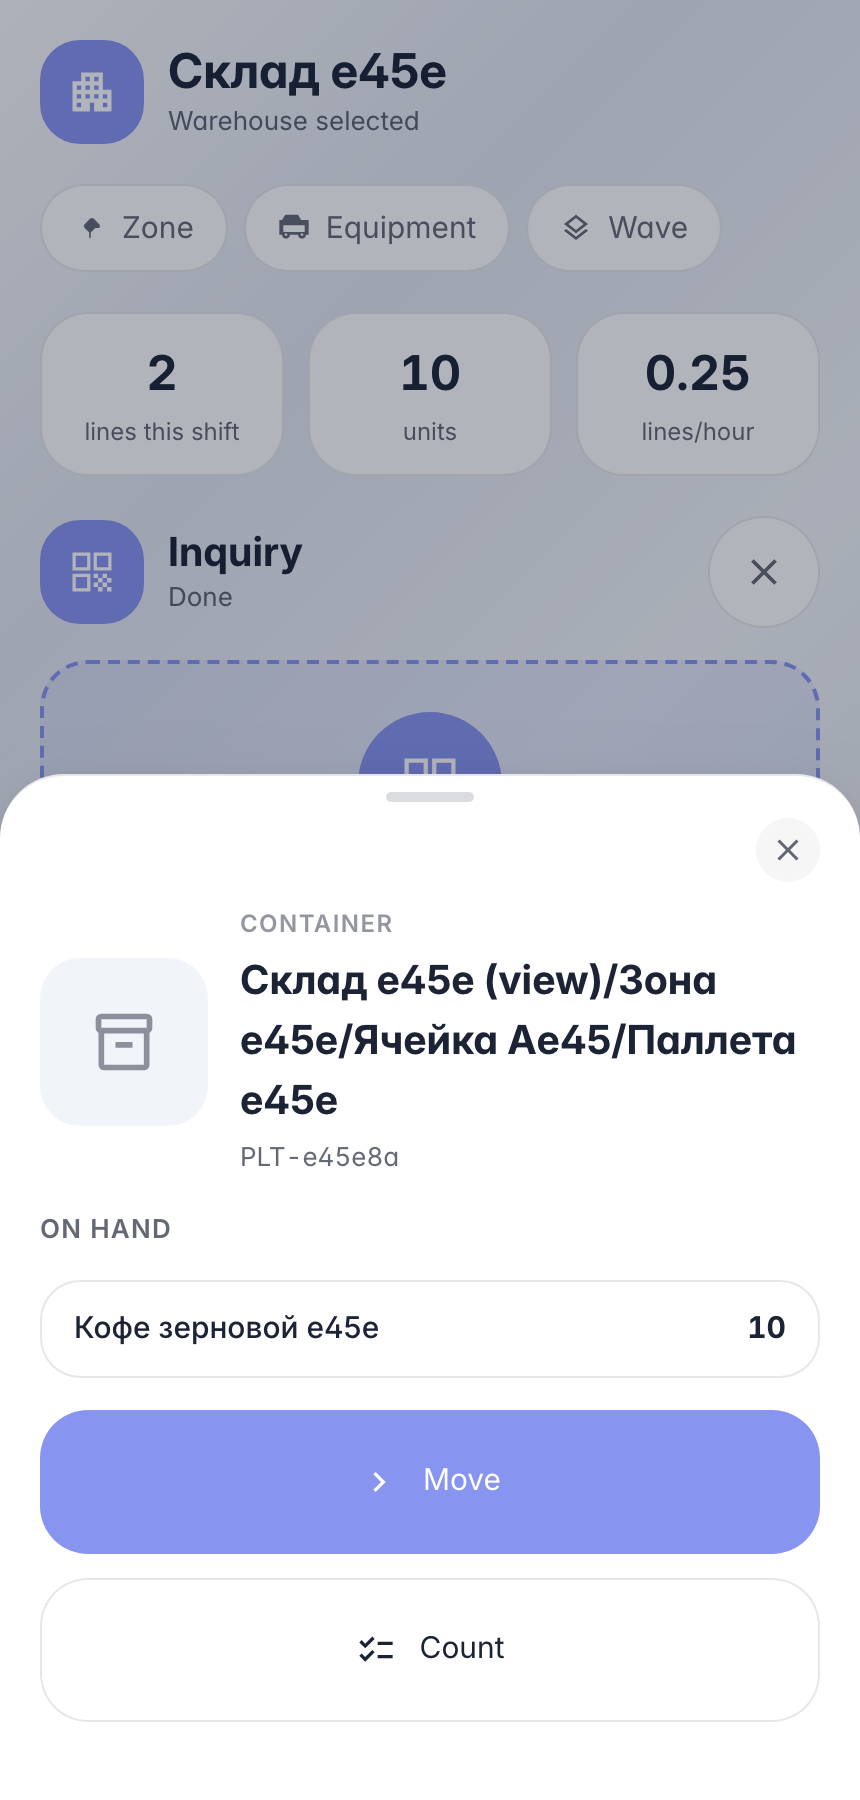 Склад e45e
Warehouse selected
Zone
Equipment
Wave
2
lines this shift
10
units
0.25
lines/hour
Inquiry
Done
CONTAINER
Склад e45e (view)/Зона
e45e/Ячейка Ae45/Паллета
e45e
PLT-e45e8a
ON HAND
Кофе зерновой e45e
10
Move
Count